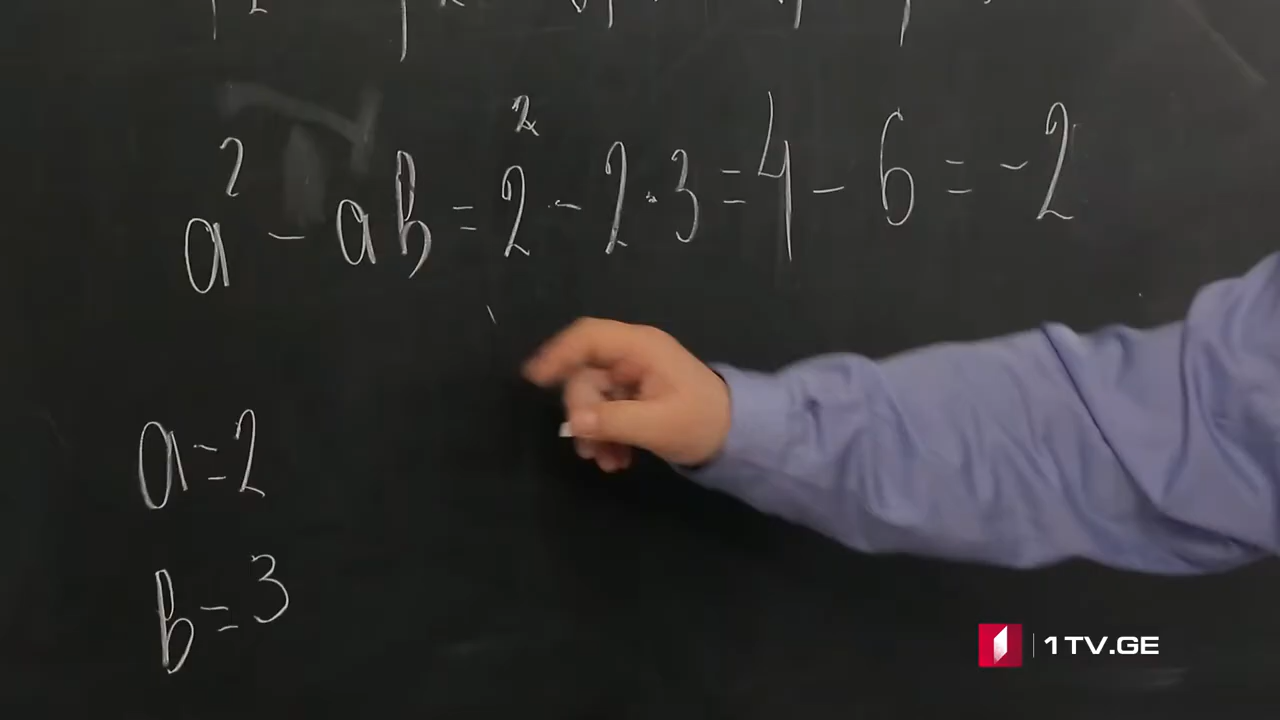 a² - ab = 2² - 2·3 = 4 - 6 = -2
a = 2
b = 3
1TV.GE